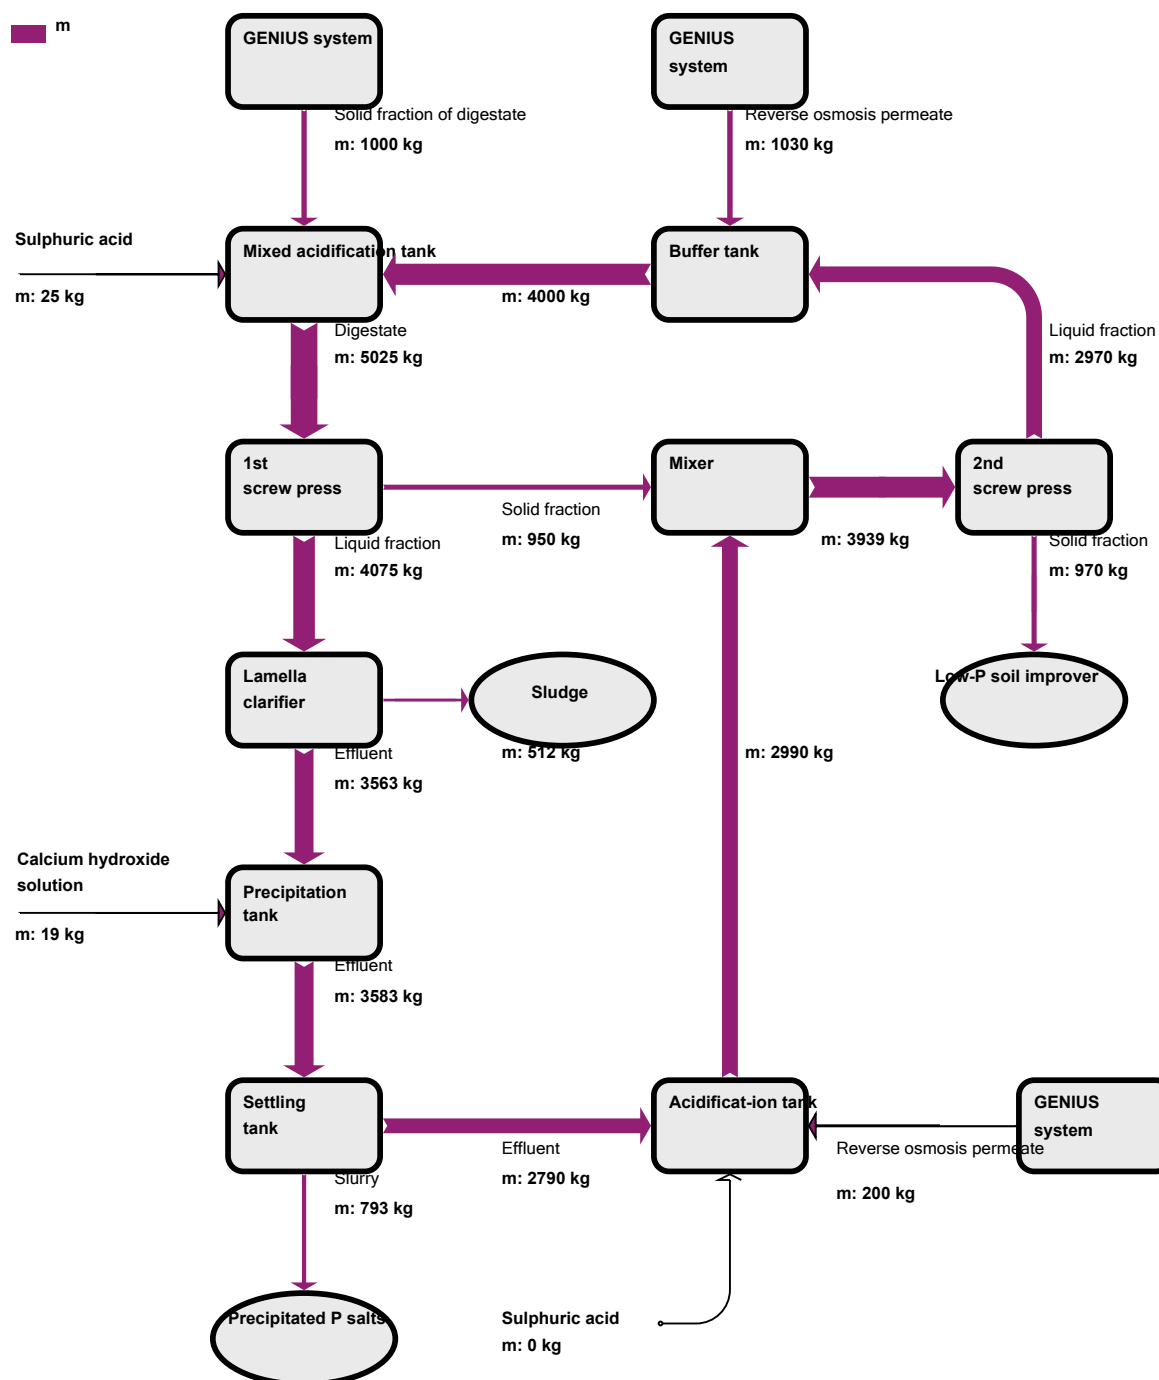 m
GENIUS system
GENIUS
system
Solid fraction of digestate
m: 1000 kg
Reverse osmosis permeate
m: 1030 kg
Sulphuric acid
m: 25 kg
Mixed acidification tank
Buffer tank
m: 4000 kg
Digestate
m: 5025 kg
Liquid fraction
m: 2970 kg
1st
screw press
Mixer
2nd
screw press
Solid fraction
m: 950 kg
m: 3939 kg
Liquid fraction
m: 4075 kg
Solid fraction
m: 970 kg
Lamella
clarifier
Sludge
m: 512 kg
Low-P soil improver
Effluent
m: 3563 kg
m: 2990 kg
Calcium hydroxide
solution
m: 19 kg
Precipitation
tank
Effluent
m: 3583 kg
Settling
tank
Acidificat-ion tank
GENIUS
system
Effluent
m: 2790 kg
Reverse osmosis permeate
m: 200 kg
Slurry
m: 793 kg
Precipitated P salts
Sulphuric acid
m: 0 kg